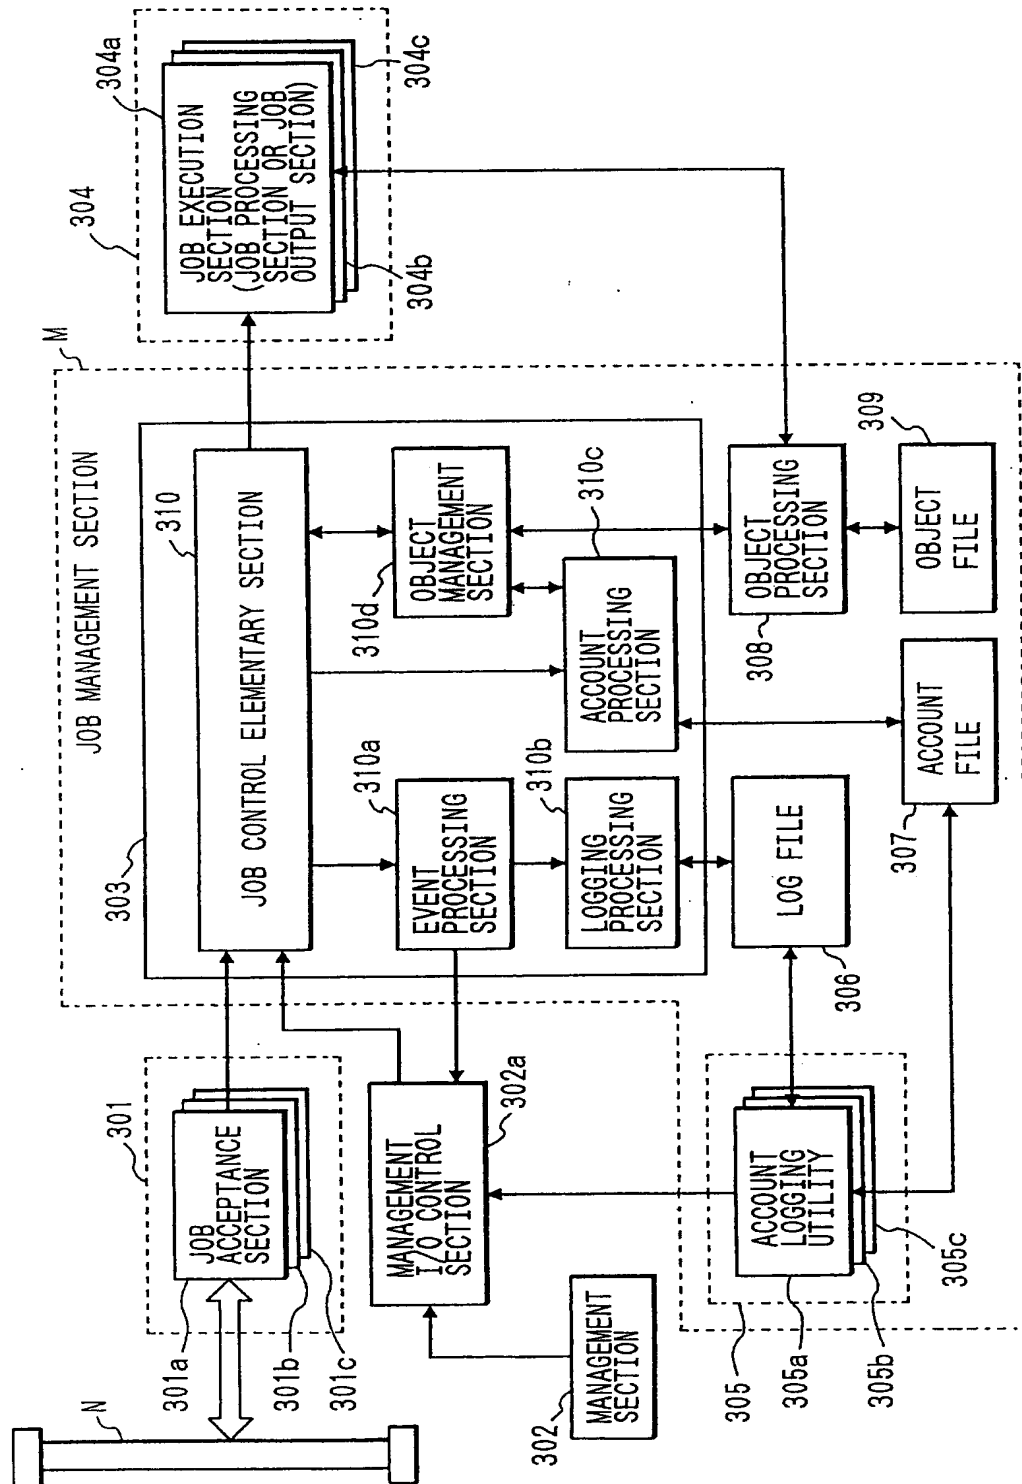 N
301
301a
301b
301c
JOB
ACCEPTANCE
SECTION
302
MANAGEMENT
SECTION
302a
MANAGEMENT
I/O CONTROL
SECTION
JOB MANAGEMENT SECTION
M
303
310
JOB CONTROL ELEMENTARY SECTION
310a
EVENT
PROCESSING
SECTION
310b
LOGGING
PROCESSING
SECTION
310c
ACCOUNT
PROCESSING
SECTION
310d
OBJECT
MANAGEMENT
SECTION
304
304a
304b
304c
JOB EXECUTION
SECTION
(JOB PROCESSING
SECTION OR JOB
OUTPUT SECTION)
305
305a
305b
305c
ACCOUNT
LOGGING
UTILITY
306
LOG FILE
307
ACCOUNT
FILE
308
OBJECT
PROCESSING
SECTION
309
OBJECT
FILE